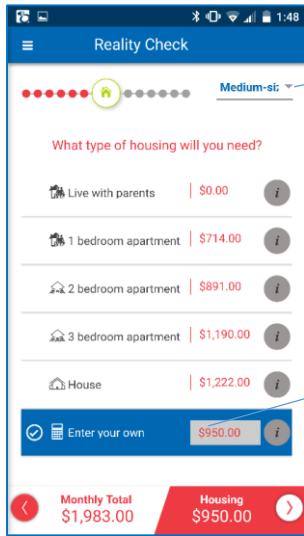 1:48
Reality Check
Medium-si:
What type of housing will you need?
Live with parents $0.00 i
1 bedroom apartment $714.00 i
2 bedroom apartment $891.00 i
3 bedroom apartment $1,190.00 i
House $1,222.00 i
Enter your own $950.00 i
Monthly Total Housing
$1,983.00 $950.00